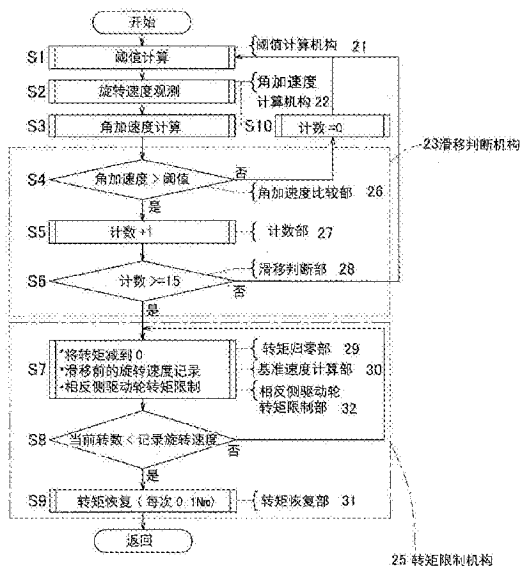 开始
S1 阈值计算 阈值计算机构 21
S2 旋转速度观测 角加速度
计算机构 22
S3 角加速度计算 S10 计数=0
23滑移判断机构
S4 角加速度>阈值 否
角加速度比较部 26
是
S5 计数+1 计数部 27
S6 计数>=15 滑移判断部 28
否
是
S7 *将转矩减到0 转矩归零部 29
*滑移前的旋转速度记录 基准速度计算部 30
*相反侧驱动轮转矩限制 相反侧驱动轮
转矩限制部 32
S8 当前转数<记录旋转速度
否
是
S9 转矩恢复(每次0.1Nm) 转矩恢复部 31
返回
25 转矩限制机构